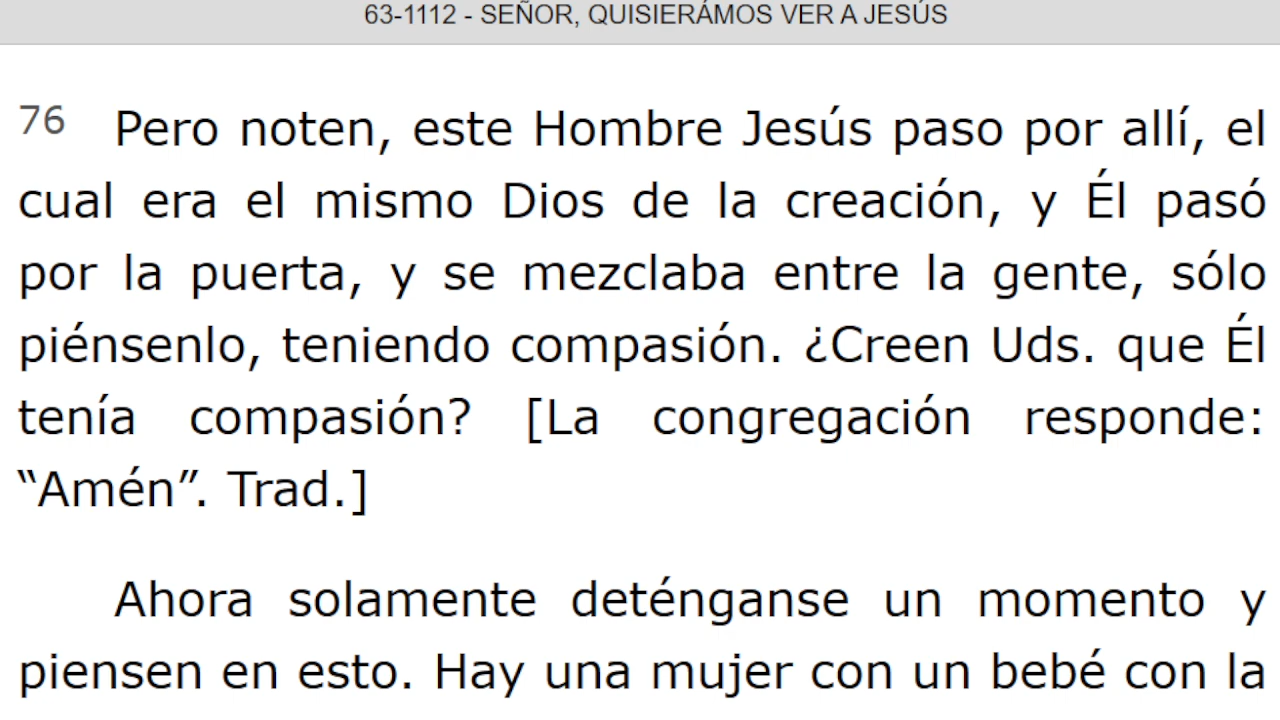 63-1112 - SEÑOR, QUISIERÁMOS VER A JESÚS
76 Pero noten, este Hombre Jesús paso por allí, el
cual era el mismo Dios de la creación, y Él pasó
por la puerta, y se mezclaba entre la gente, sólo
piénsenlo, teniendo compasión. ¿Creen Uds. que Él
tenía compasión? [La congregación responde:
“Amén”. Trad.]
Ahora solamente deténganse un momento y
piensen en esto. Hay una mujer con un bebé con la